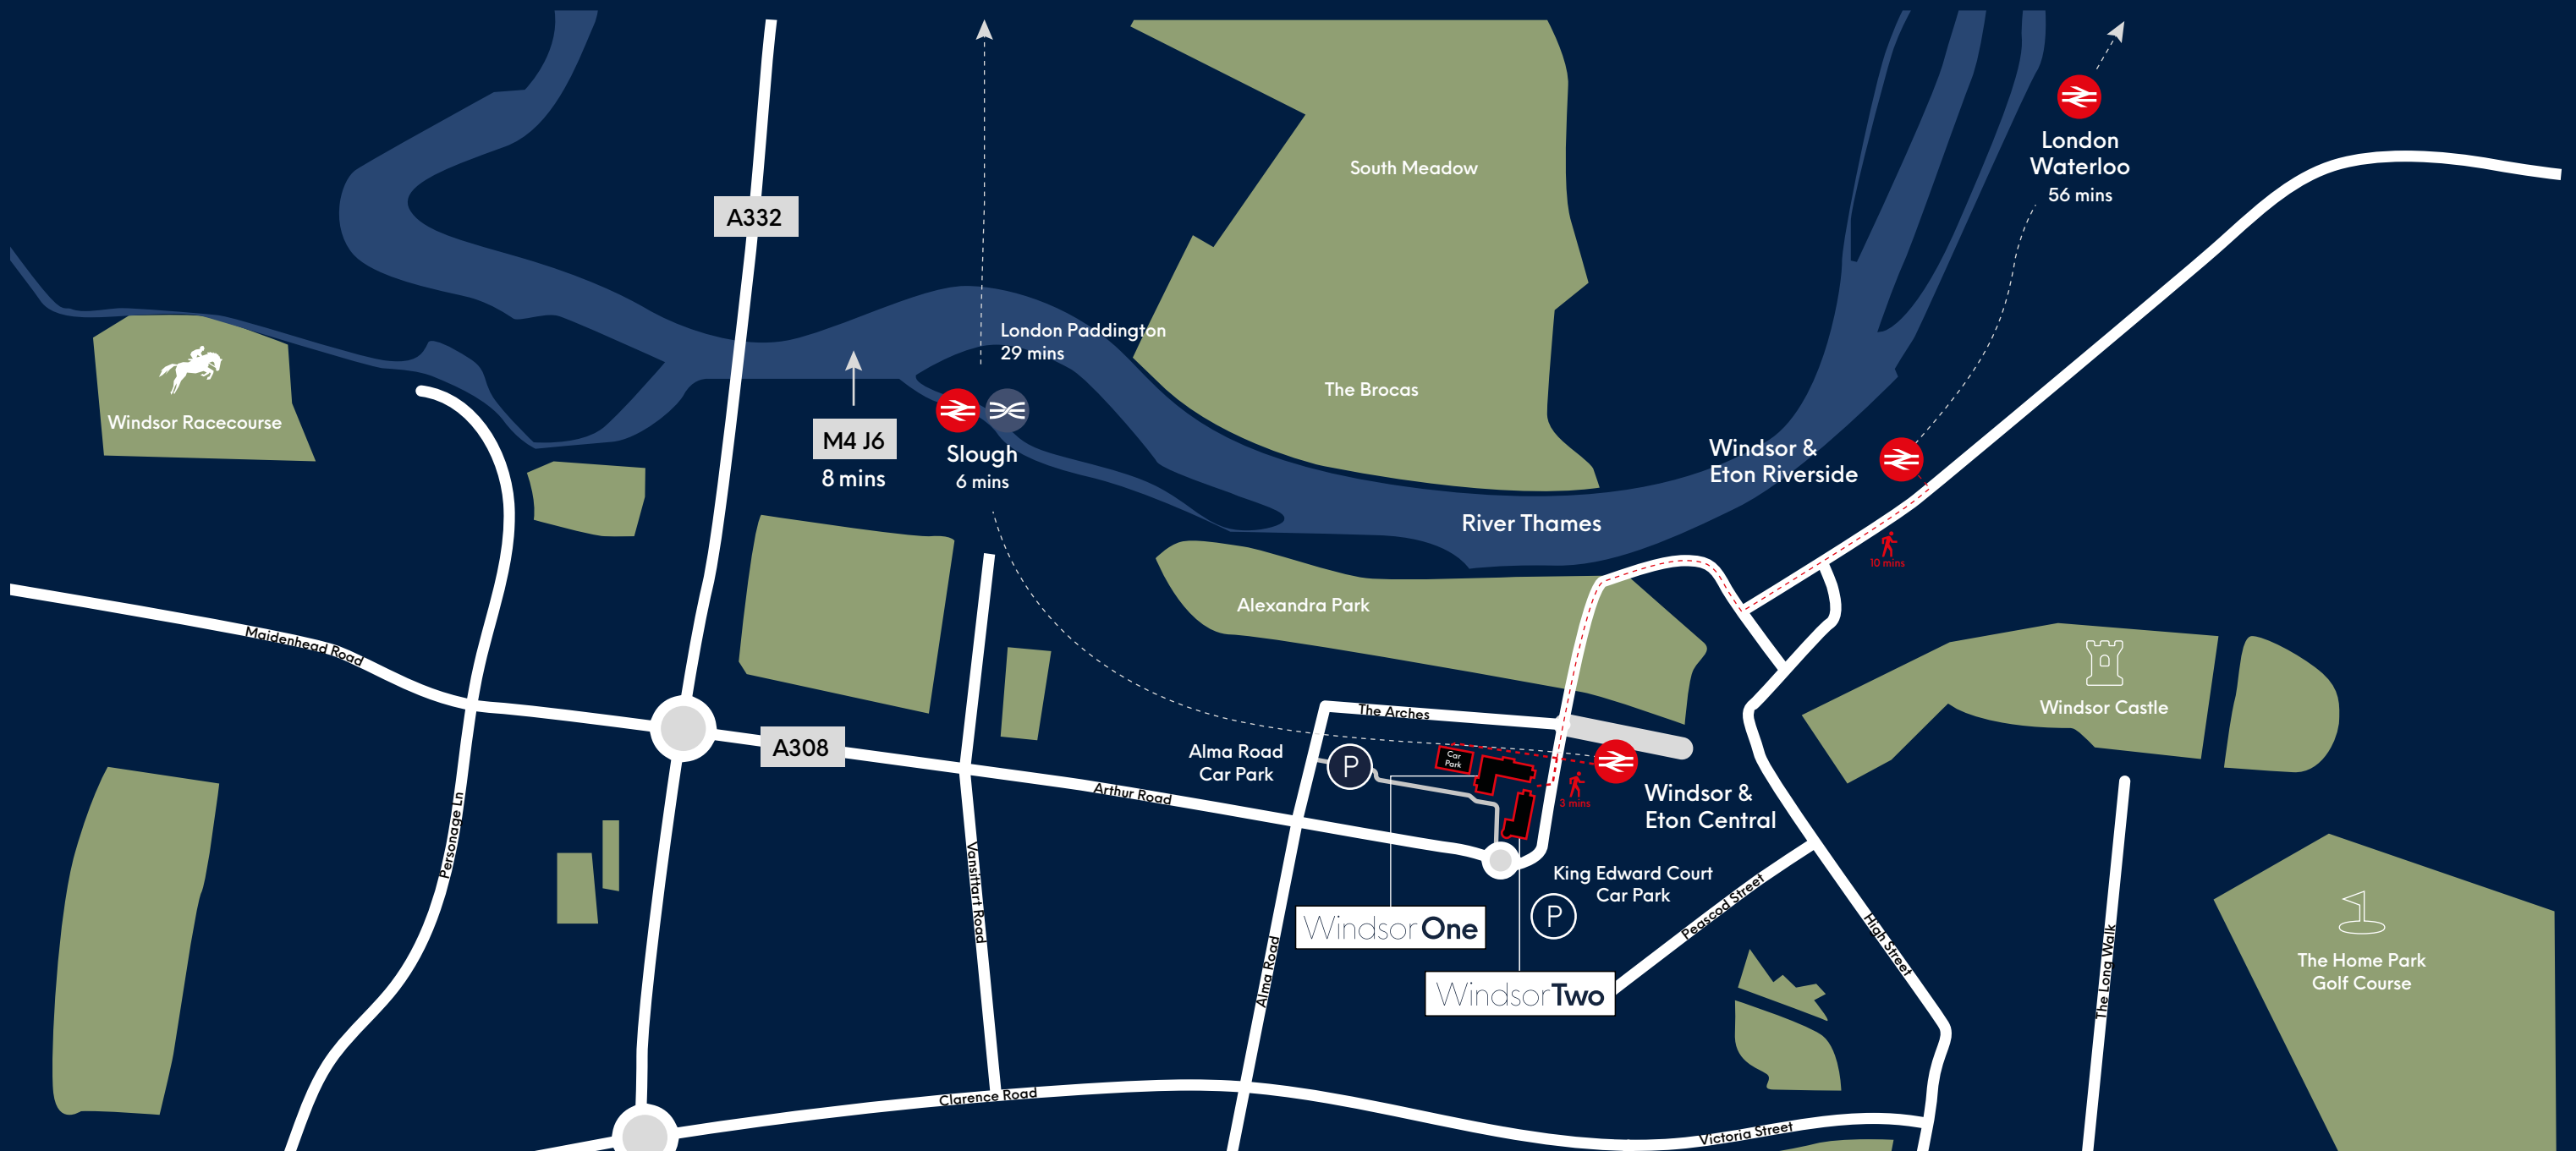 A332
South Meadow
London
Waterloo
56 mins
London Paddington
29 mins
The Brocas
Windsor Racecourse
M4 J6
8 mins
Slough
6 mins
Windsor &
Eton Riverside
River Thames
10 mins
Alexandra Park
Maidenhead Road
Windsor Castle
The Arches
A308
Alma Road
Car Park
P
Car
Park
Arthur Road
3 mins
Windsor &
Eton Central
Personage Ln
Vansittart Road
King Edward Court
Car Park
P
Windsor One
Peascod Street
High Street
Alma Road
The Long Walk
The Home Park
Golf Course
Windsor Two
Clarence Road
Victoria Street